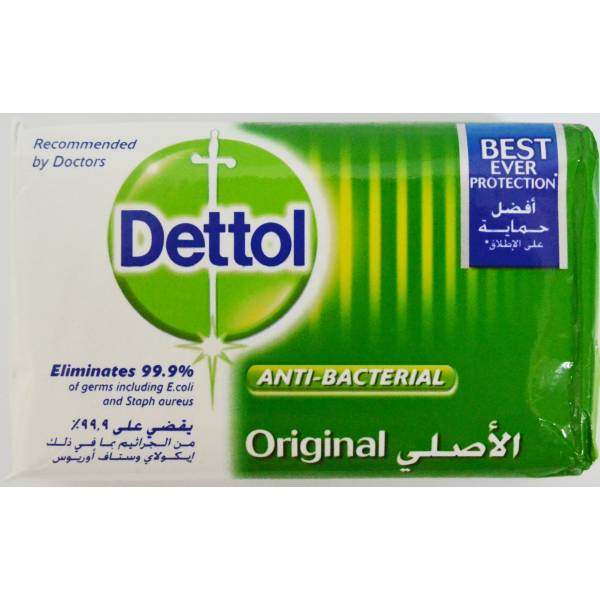 Recommended
by Doctors
Dettol
BEST
EVER
PROTECTION*
أفضل
حماية
على الإطلاق*
Eliminates 99.9%
of germs including E.coli
and Staph aureus
يقضي على ٩٩,٩٪
من الجراثيم بما في ذلك
إيكولاي وستاف أوريوس
ANTI-BACTERIAL
Original الأصلي